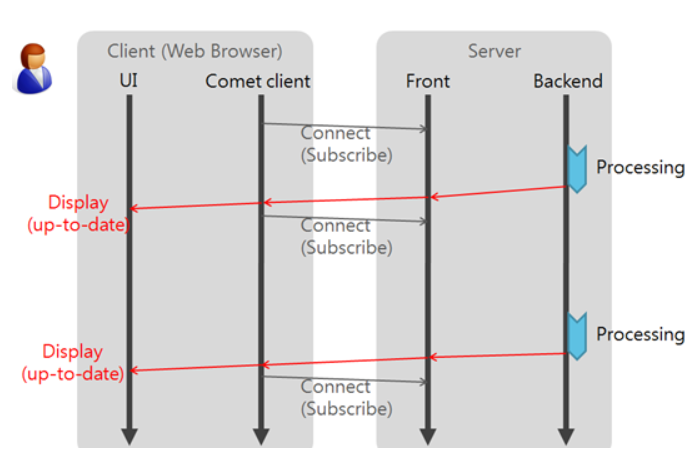 Client (Web Browser)
Server
UI
Comet client
Front
Backend
Connect
(Subscribe)
Processing
Display
(up-to-date)
Connect
(Subscribe)
Processing
Display
(up-to-date)
Connect
(Subscribe)